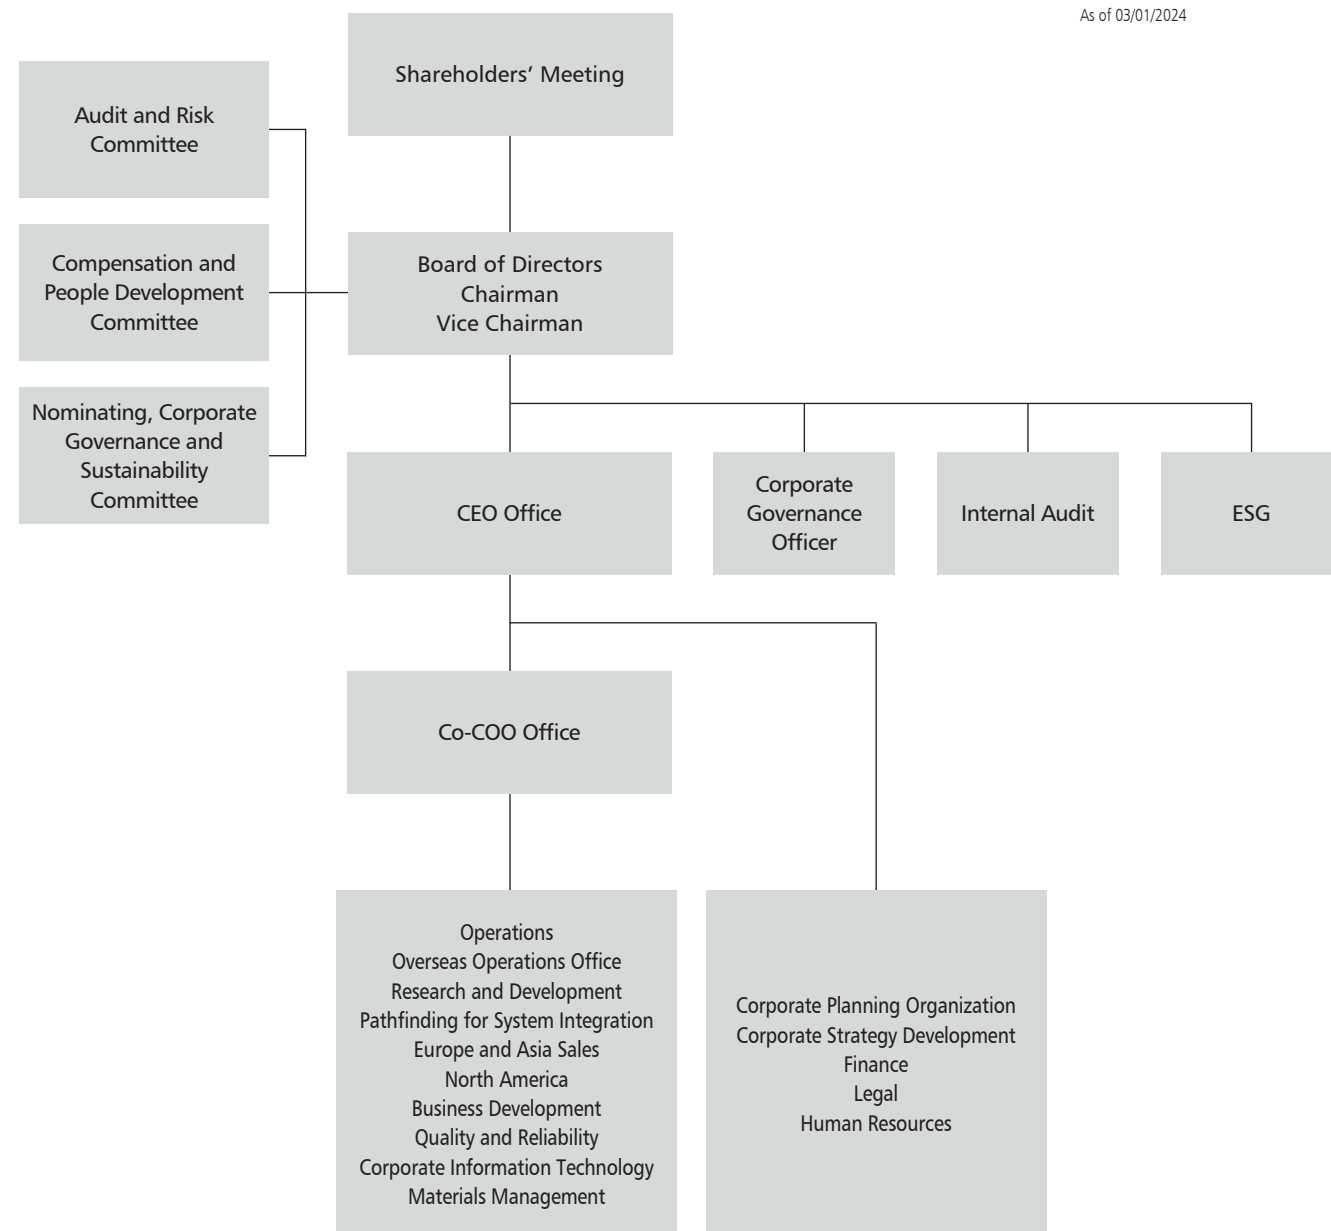 As of 03/01/2024
Shareholders’ Meeting
Audit and Risk
Committee
Compensation and
People Development
Committee
Nominating, Corporate
Governance and
Sustainability
Committee
Board of Directors
Chairman
Vice Chairman
CEO Office
Corporate
Governance
Officer
Internal Audit
ESG
Co-COO Office
Operations
Overseas Operations Office
Research and Development
Pathfinding for System Integration
Europe and Asia Sales
North America
Business Development
Quality and Reliability
Corporate Information Technology
Materials Management
Corporate Planning Organization
Corporate Strategy Development
Finance
Legal
Human Resources